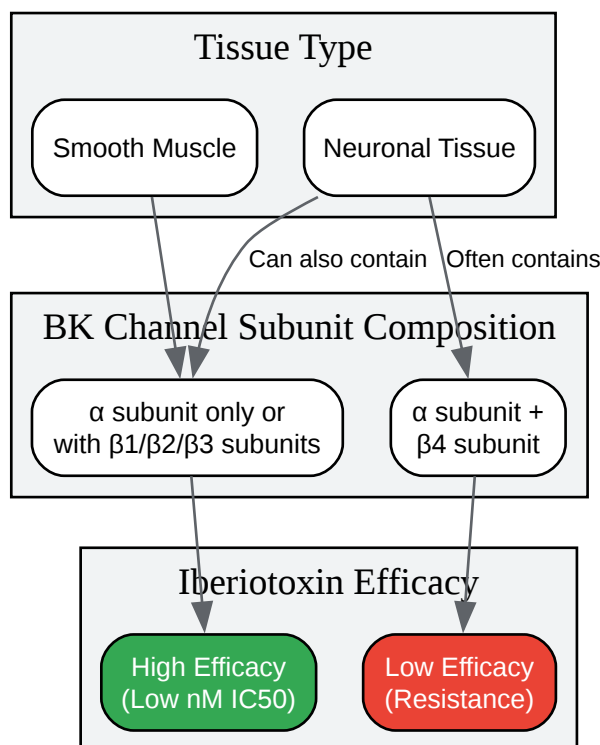 Tissue Type
Smooth Muscle
Neuronal Tissue
Can also contain
Often contains
BK Channel Subunit Composition
α subunit only or
with β1/β2/β3 subunits
α subunit +
β4 subunit
Iberiotoxin Efficacy
High Efficacy
(Low nM IC50)
Low Efficacy
(Resistance)